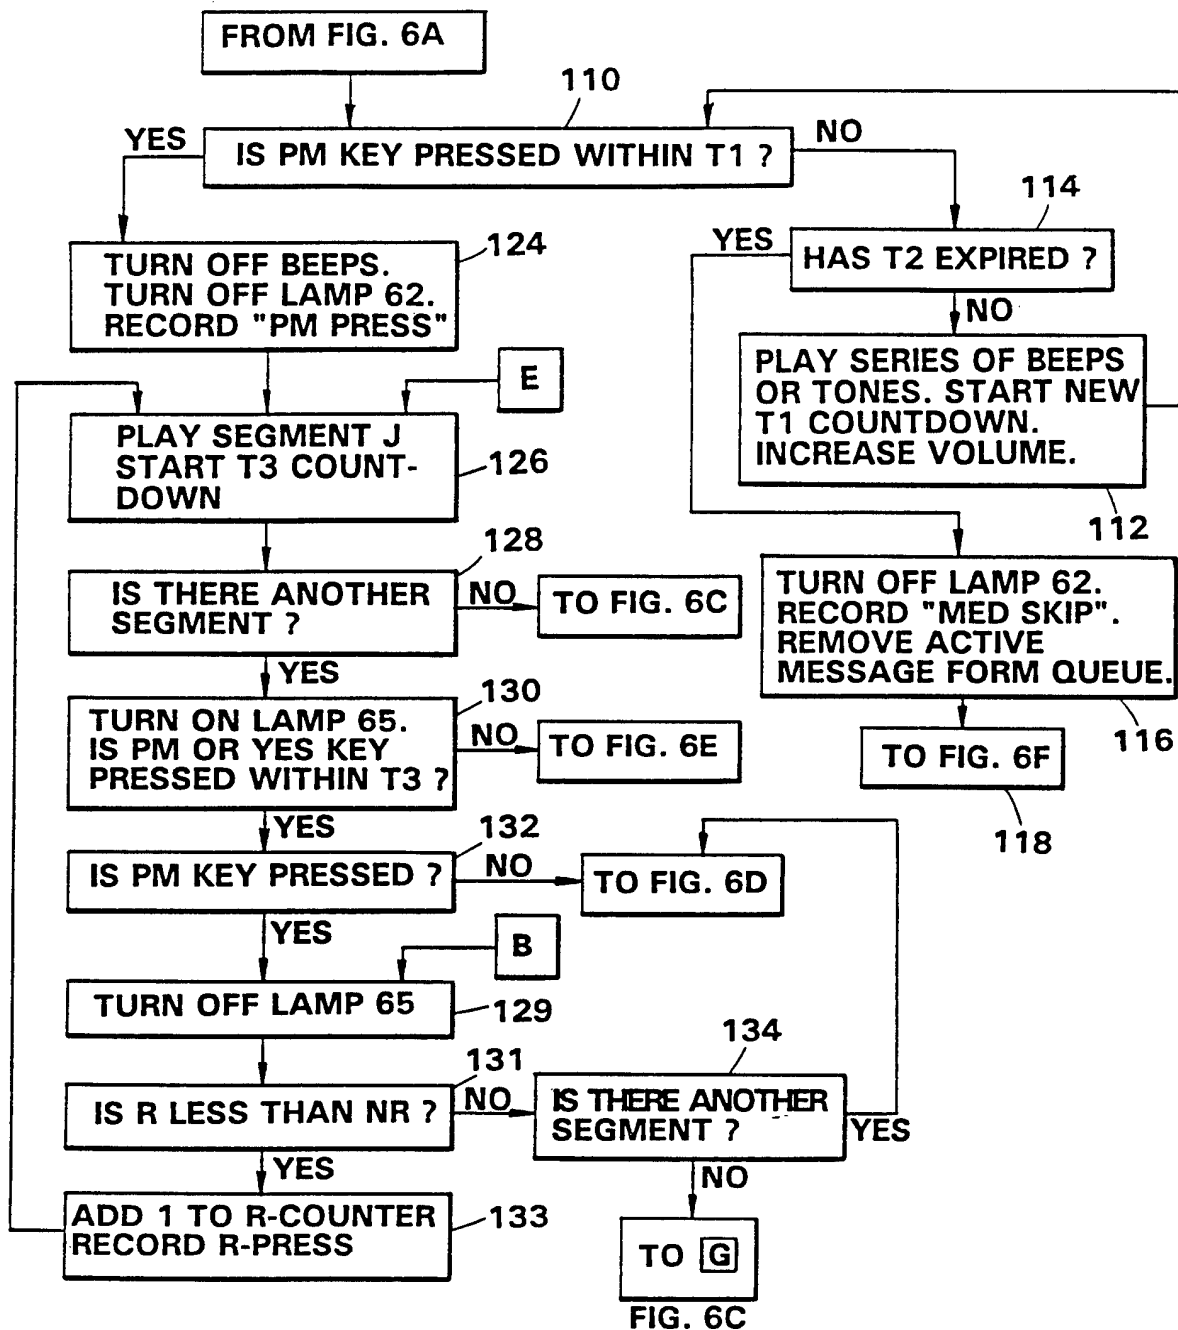 FROM FIG. 6A
110
YES
IS PM KEY PRESSED WITHIN T1 ?
NO
114
124
TURN OFF BEEPS.
TURN OFF LAMP 62.
RECORD "PM PRESS"
YES
HAS T2 EXPIRED ?
NO
E
PLAY SERIES OF BEEPS
OR TONES. START NEW
T1 COUNTDOWN.
INCREASE VOLUME.
112
PLAY SEGMENT J
START T3 COUNT-
DOWN
126
128
IS THERE ANOTHER
SEGMENT ?
NO
TO FIG. 6C
TURN OFF LAMP 62.
RECORD "MED SKIP".
REMOVE ACTIVE
MESSAGE FORM QUEUE.
116
YES
130
TURN ON LAMP 65.
IS PM OR YES KEY
PRESSED WITHIN T3 ?
NO
TO FIG. 6E
TO FIG. 6F
118
YES
132
IS PM KEY PRESSED ?
NO
TO FIG. 6D
YES
B
TURN OFF LAMP 65
129
131
IS R LESS THAN NR ?
NO
134
IS THERE ANOTHER
SEGMENT ?
YES
YES
NO
ADD 1 TO R-COUNTER
RECORD R-PRESS
133
TO G
FIG. 6C